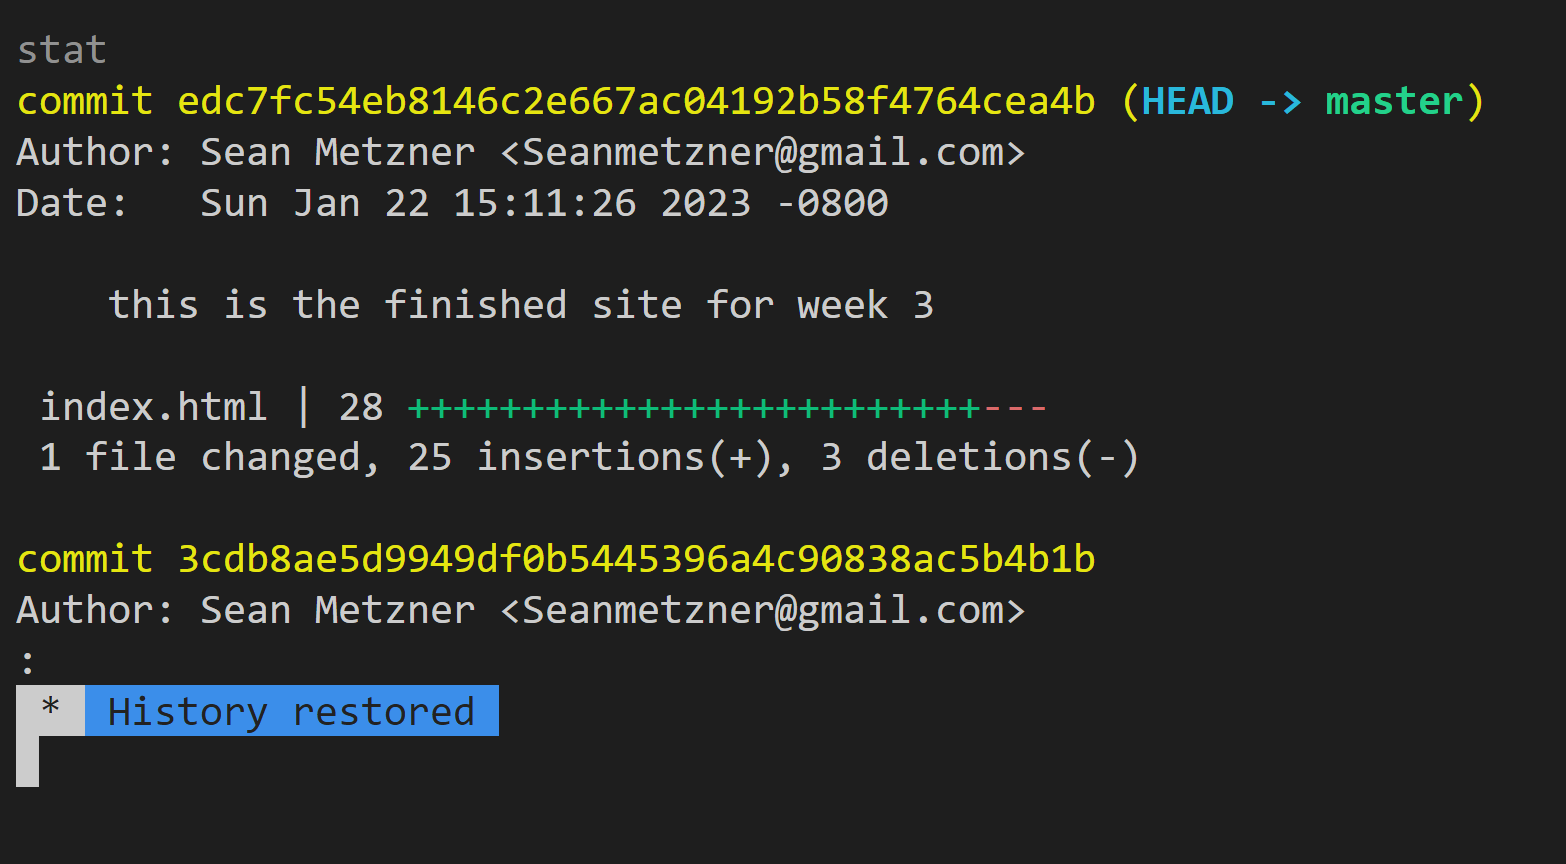 stat
commit edc7fc54eb8146c2e667ac04192b58f4764cea4b (HEAD -> master)
Author: Sean Metzner <Seanmetzner@gmail.com>
Date:   Sun Jan 22 15:11:26 2023 -0800
    this is the finished site for week 3
 index.html | 28 +++++++++++++++++++++++++---
 1 file changed, 25 insertions(+), 3 deletions(-)
commit 3cdb8ae5d9949df0b5445396a4c90838ac5b4b1b
Author: Sean Metzner <Seanmetzner@gmail.com>
:
 *  History restored